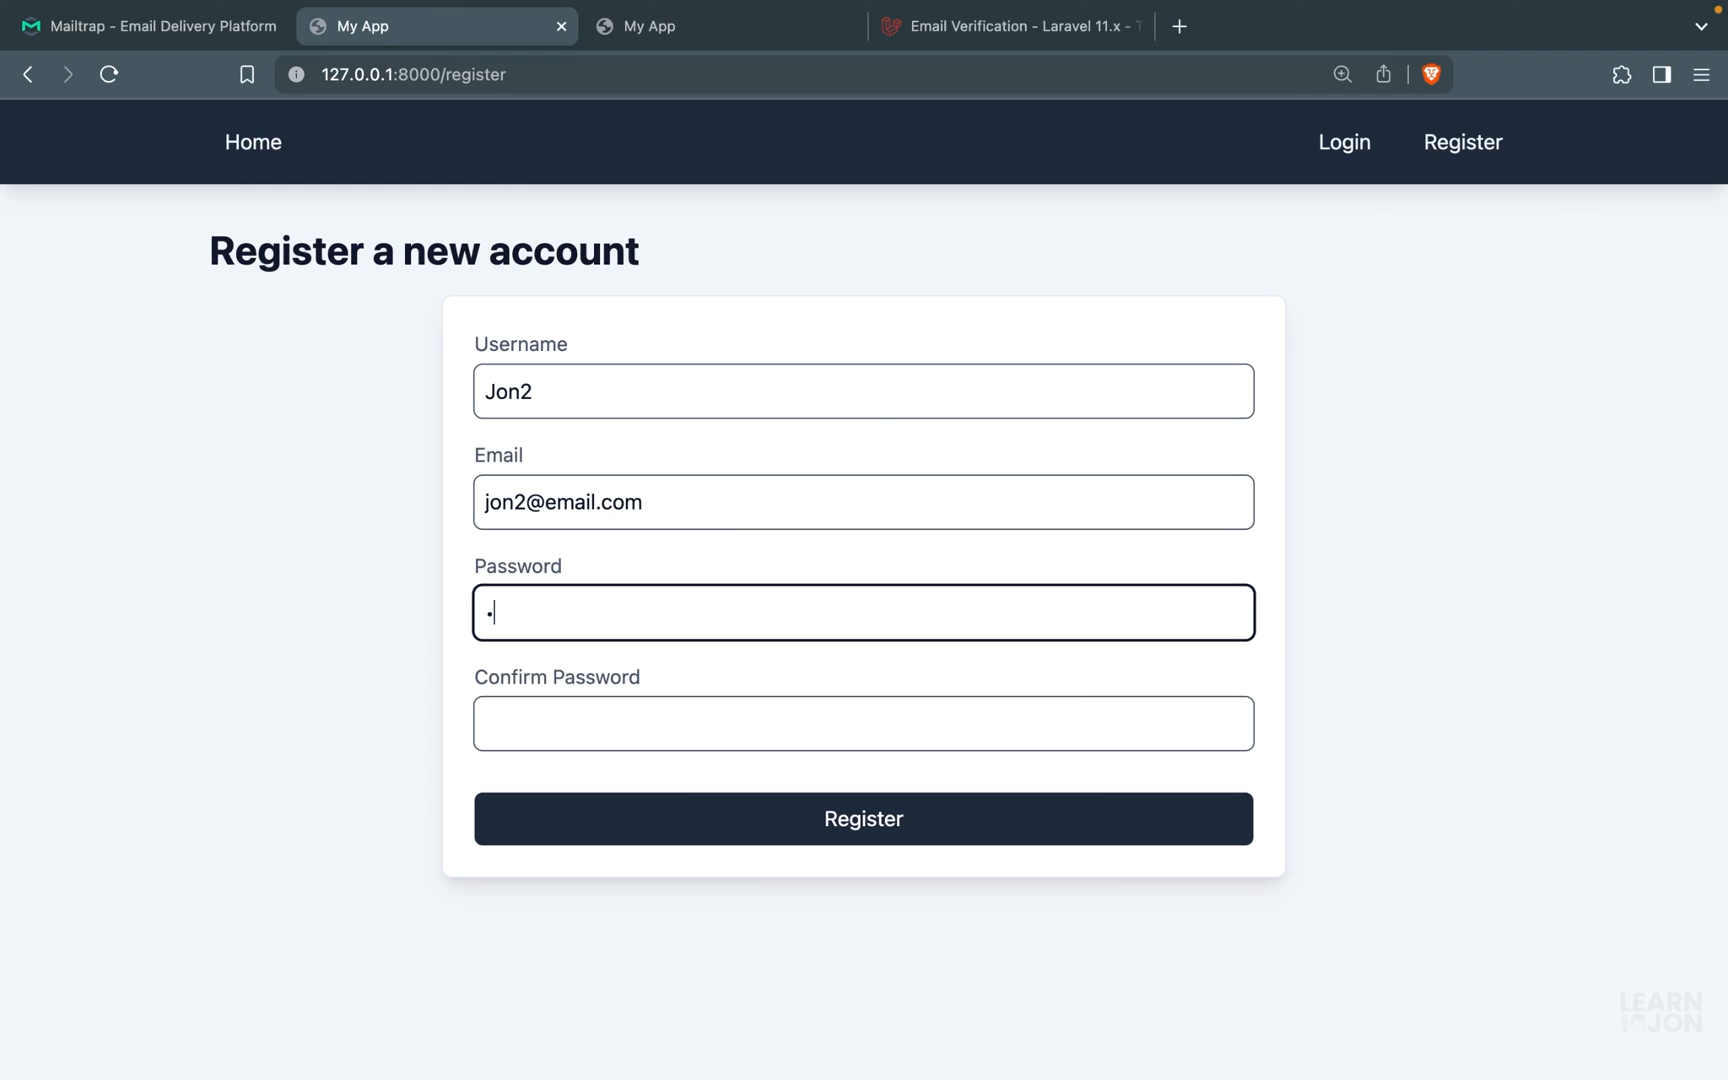 Mailtrap - Email Delivery Platform
My App
My App
Email Verification - Laravel 11.x - T
127.0.0.1:8000/register
Home
Login
Register
Register a new account
Username
Jon2
Email
jon2@email.com
Password
Confirm Password
Register
LEARN
JON